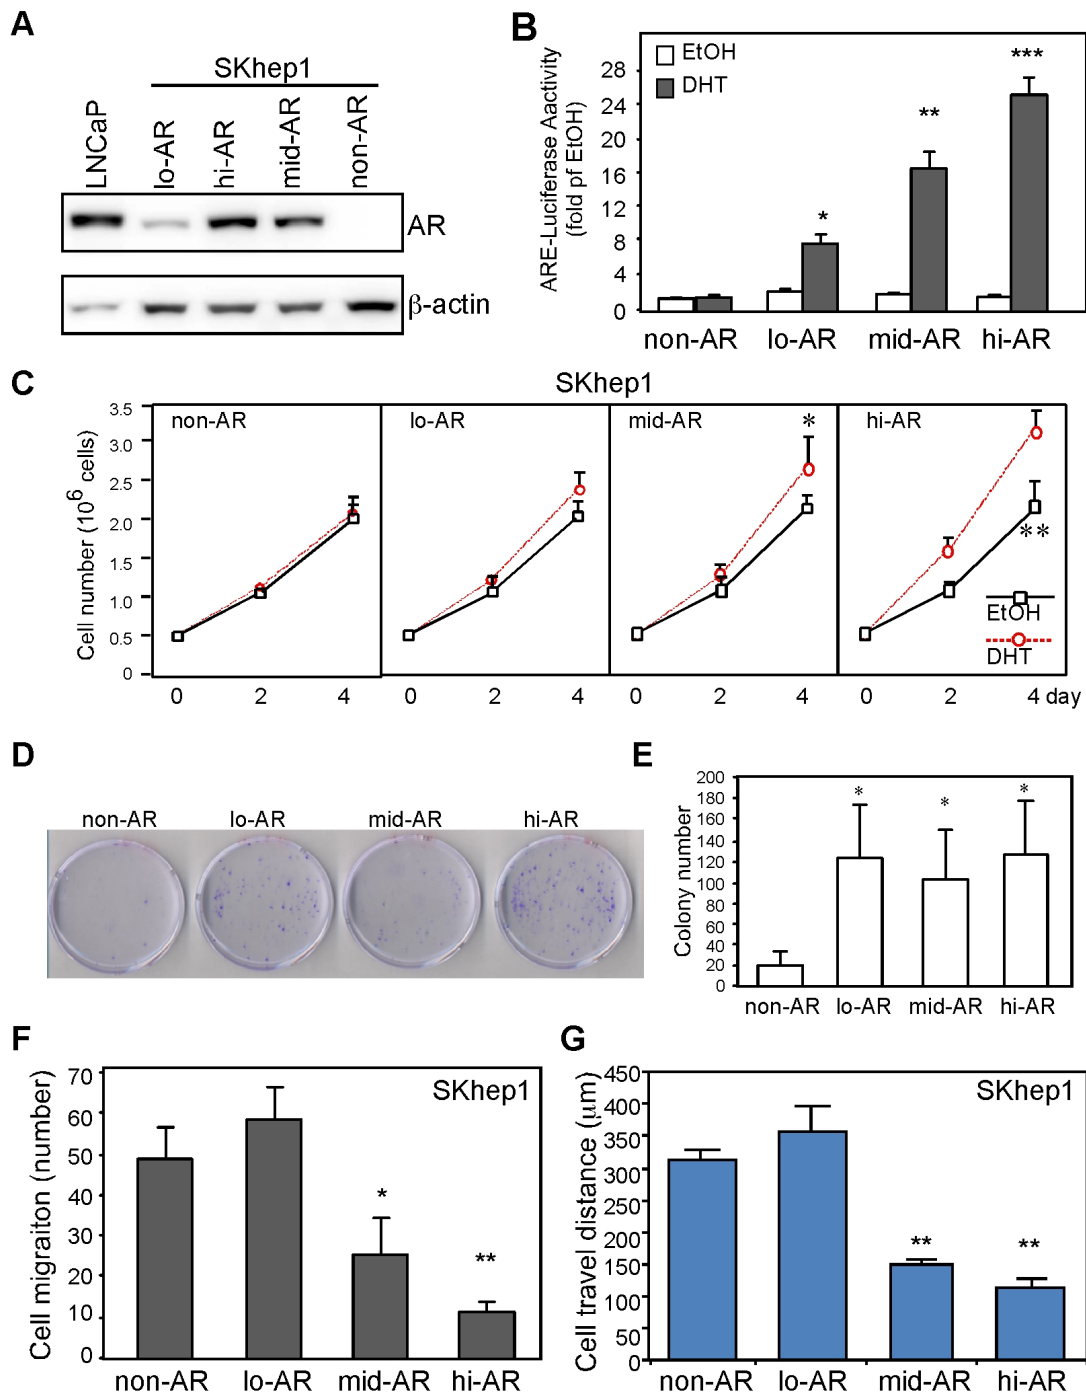 A
SKhep1
LNCaP
lo-AR
hi-AR
mid-AR
non-AR
AR
β-actin
B
ARE-Luciferase Aactivity
(fold pf EtOH)
28
24
20
16
12
8
4
0
EtOH
DHT
*
**
***
non-AR
lo-AR
mid-AR
hi-AR
C
SKhep1
Cell number (10^6 cells)
3.5
3.0
2.5
2.0
1.5
1.0
0.5
0
non-AR
lo-AR
mid-AR
*
hi-AR
**
EtOH
DHT
0 2 4
0 2 4
0 2 4
0 2 4 day
D
non-AR
lo-AR
mid-AR
hi-AR
E
Colony number
200
180
160
140
120
100
80
60
40
20
0
*
*
*
non-AR
lo-AR
mid-AR
hi-AR
F
Cell migraiton (number)
70
60
50
40
30
20
10
0
SKhep1
*
**
non-AR
lo-AR
mid-AR
hi-AR
G
Cell travel distance (μm)
450
400
350
300
200
150
100
50
0
SKhep1
**
**
non-AR
lo-AR
mid-AR
hi-AR